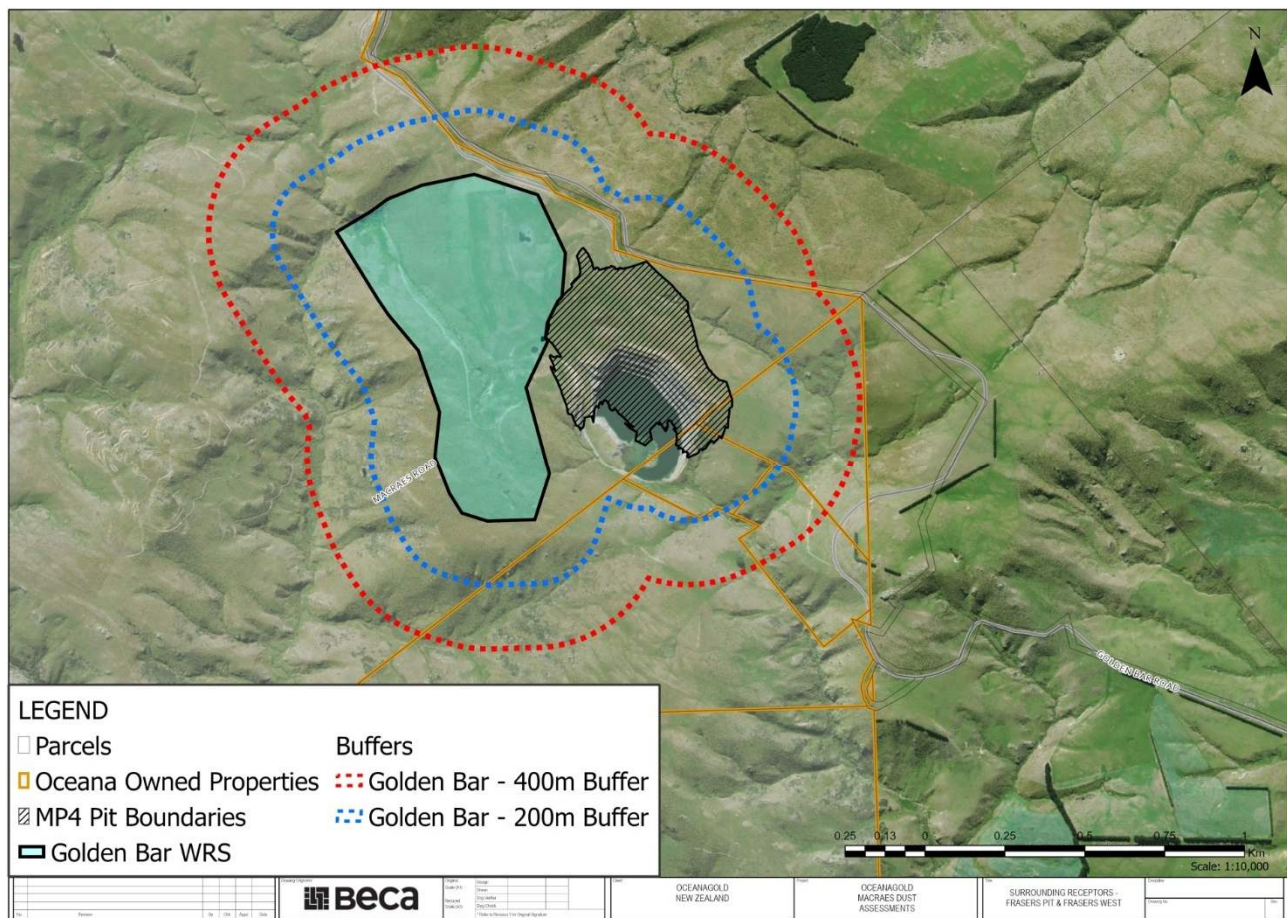 N
MACRAES ROAD
GOLDEN BAR ROAD
LEGEND
Parcels
Buffers
Oceana Owned Properties
Golden Bar - 400m Buffer
MP4 Pit Boundaries
Golden Bar - 200m Buffer
Golden Bar WRS
0.25 0.13 0 0.25 0.5 0.75 1
Km
Scale: 1:10,000
BECA
OCEANAGOLD
NEW ZEALAND
OCEANAGOLD
MACRAES DUST
ASSESSMENTS
SURROUNDING RECEPTORS -
FRASERS PIT & FRASERS WEST